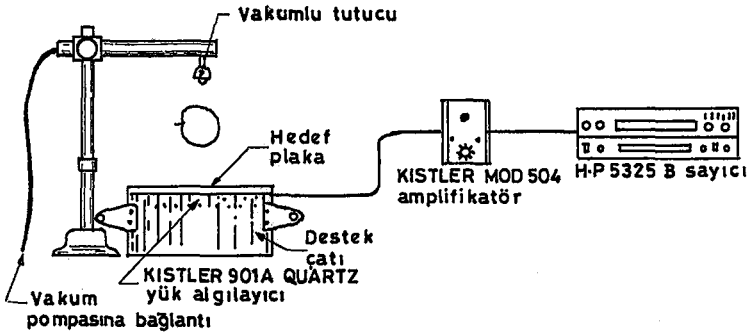 Vakumlu tutucu
Hedef
plaka
KISTLER MOD 504
amplifikatör
H·P 5325 B sayıcı
Destek
çatı
KISTLER 901A QUARTZ
yük algılayıcı
Vakum
pompasına bağlantı